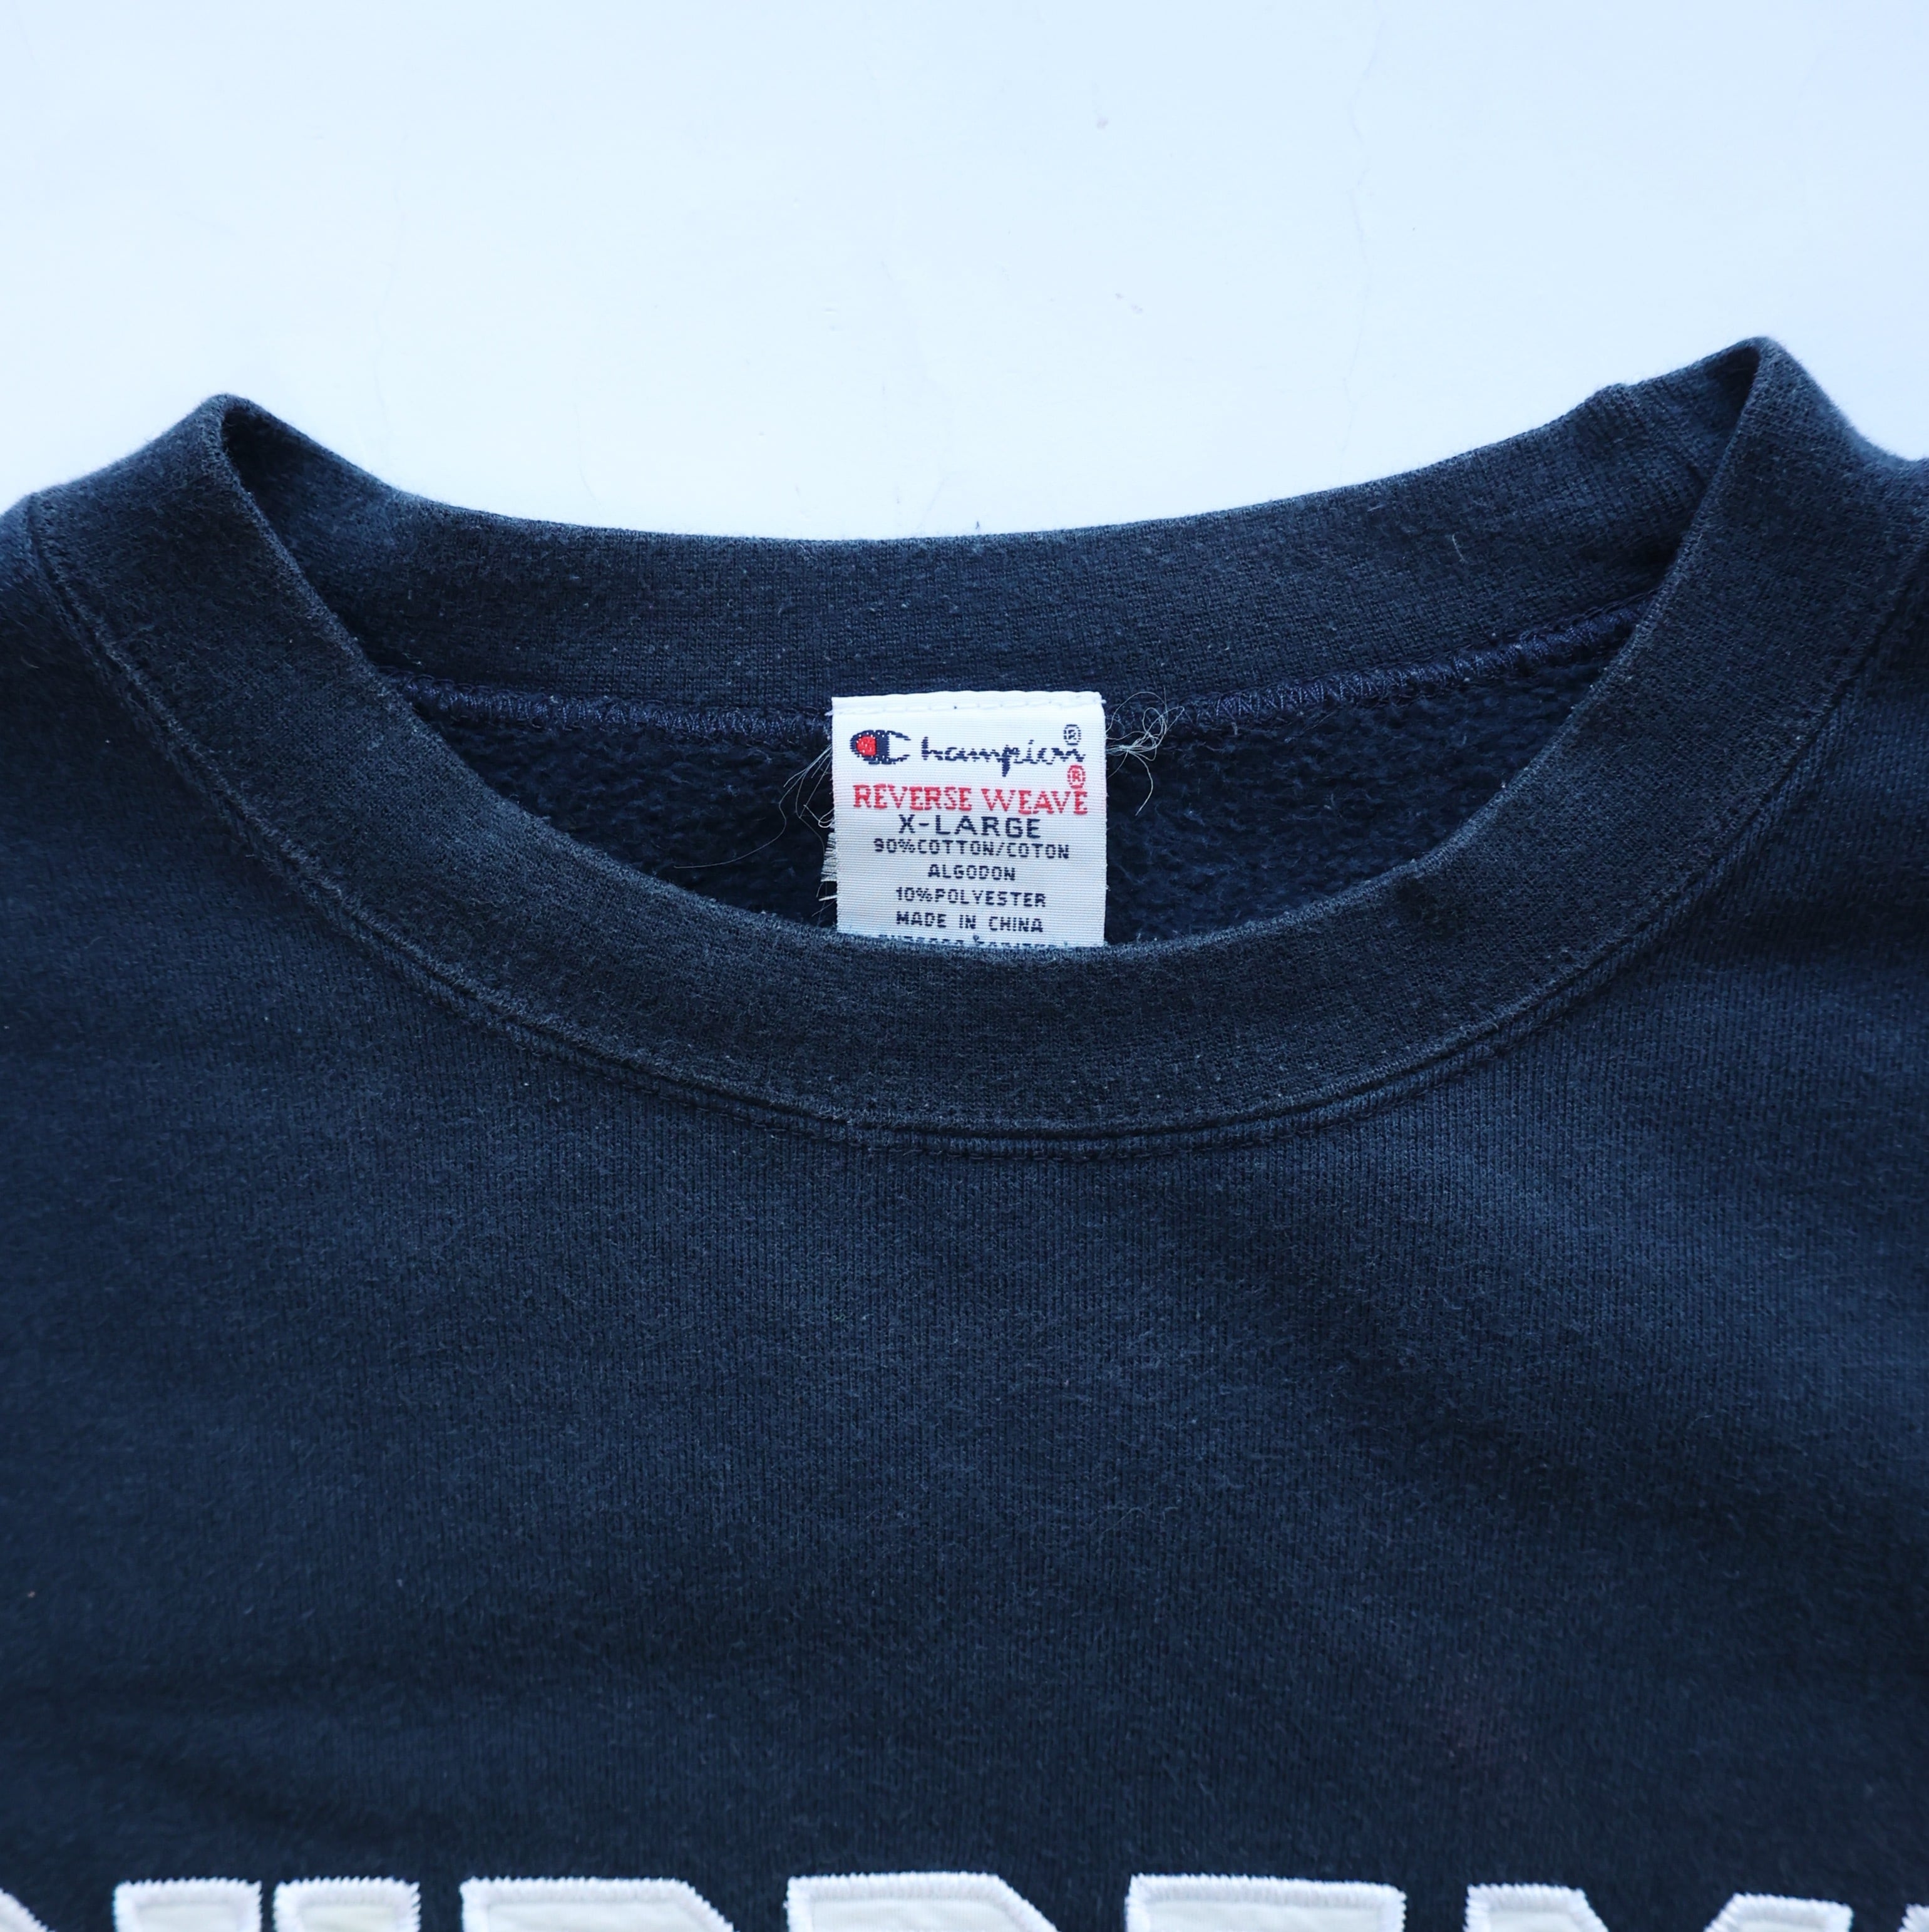 Champion®
REVERSE WEAVE®
X-LARGE
90%COTTON/COTON
ALGODON
10%POLYESTER
MADE IN CHINA